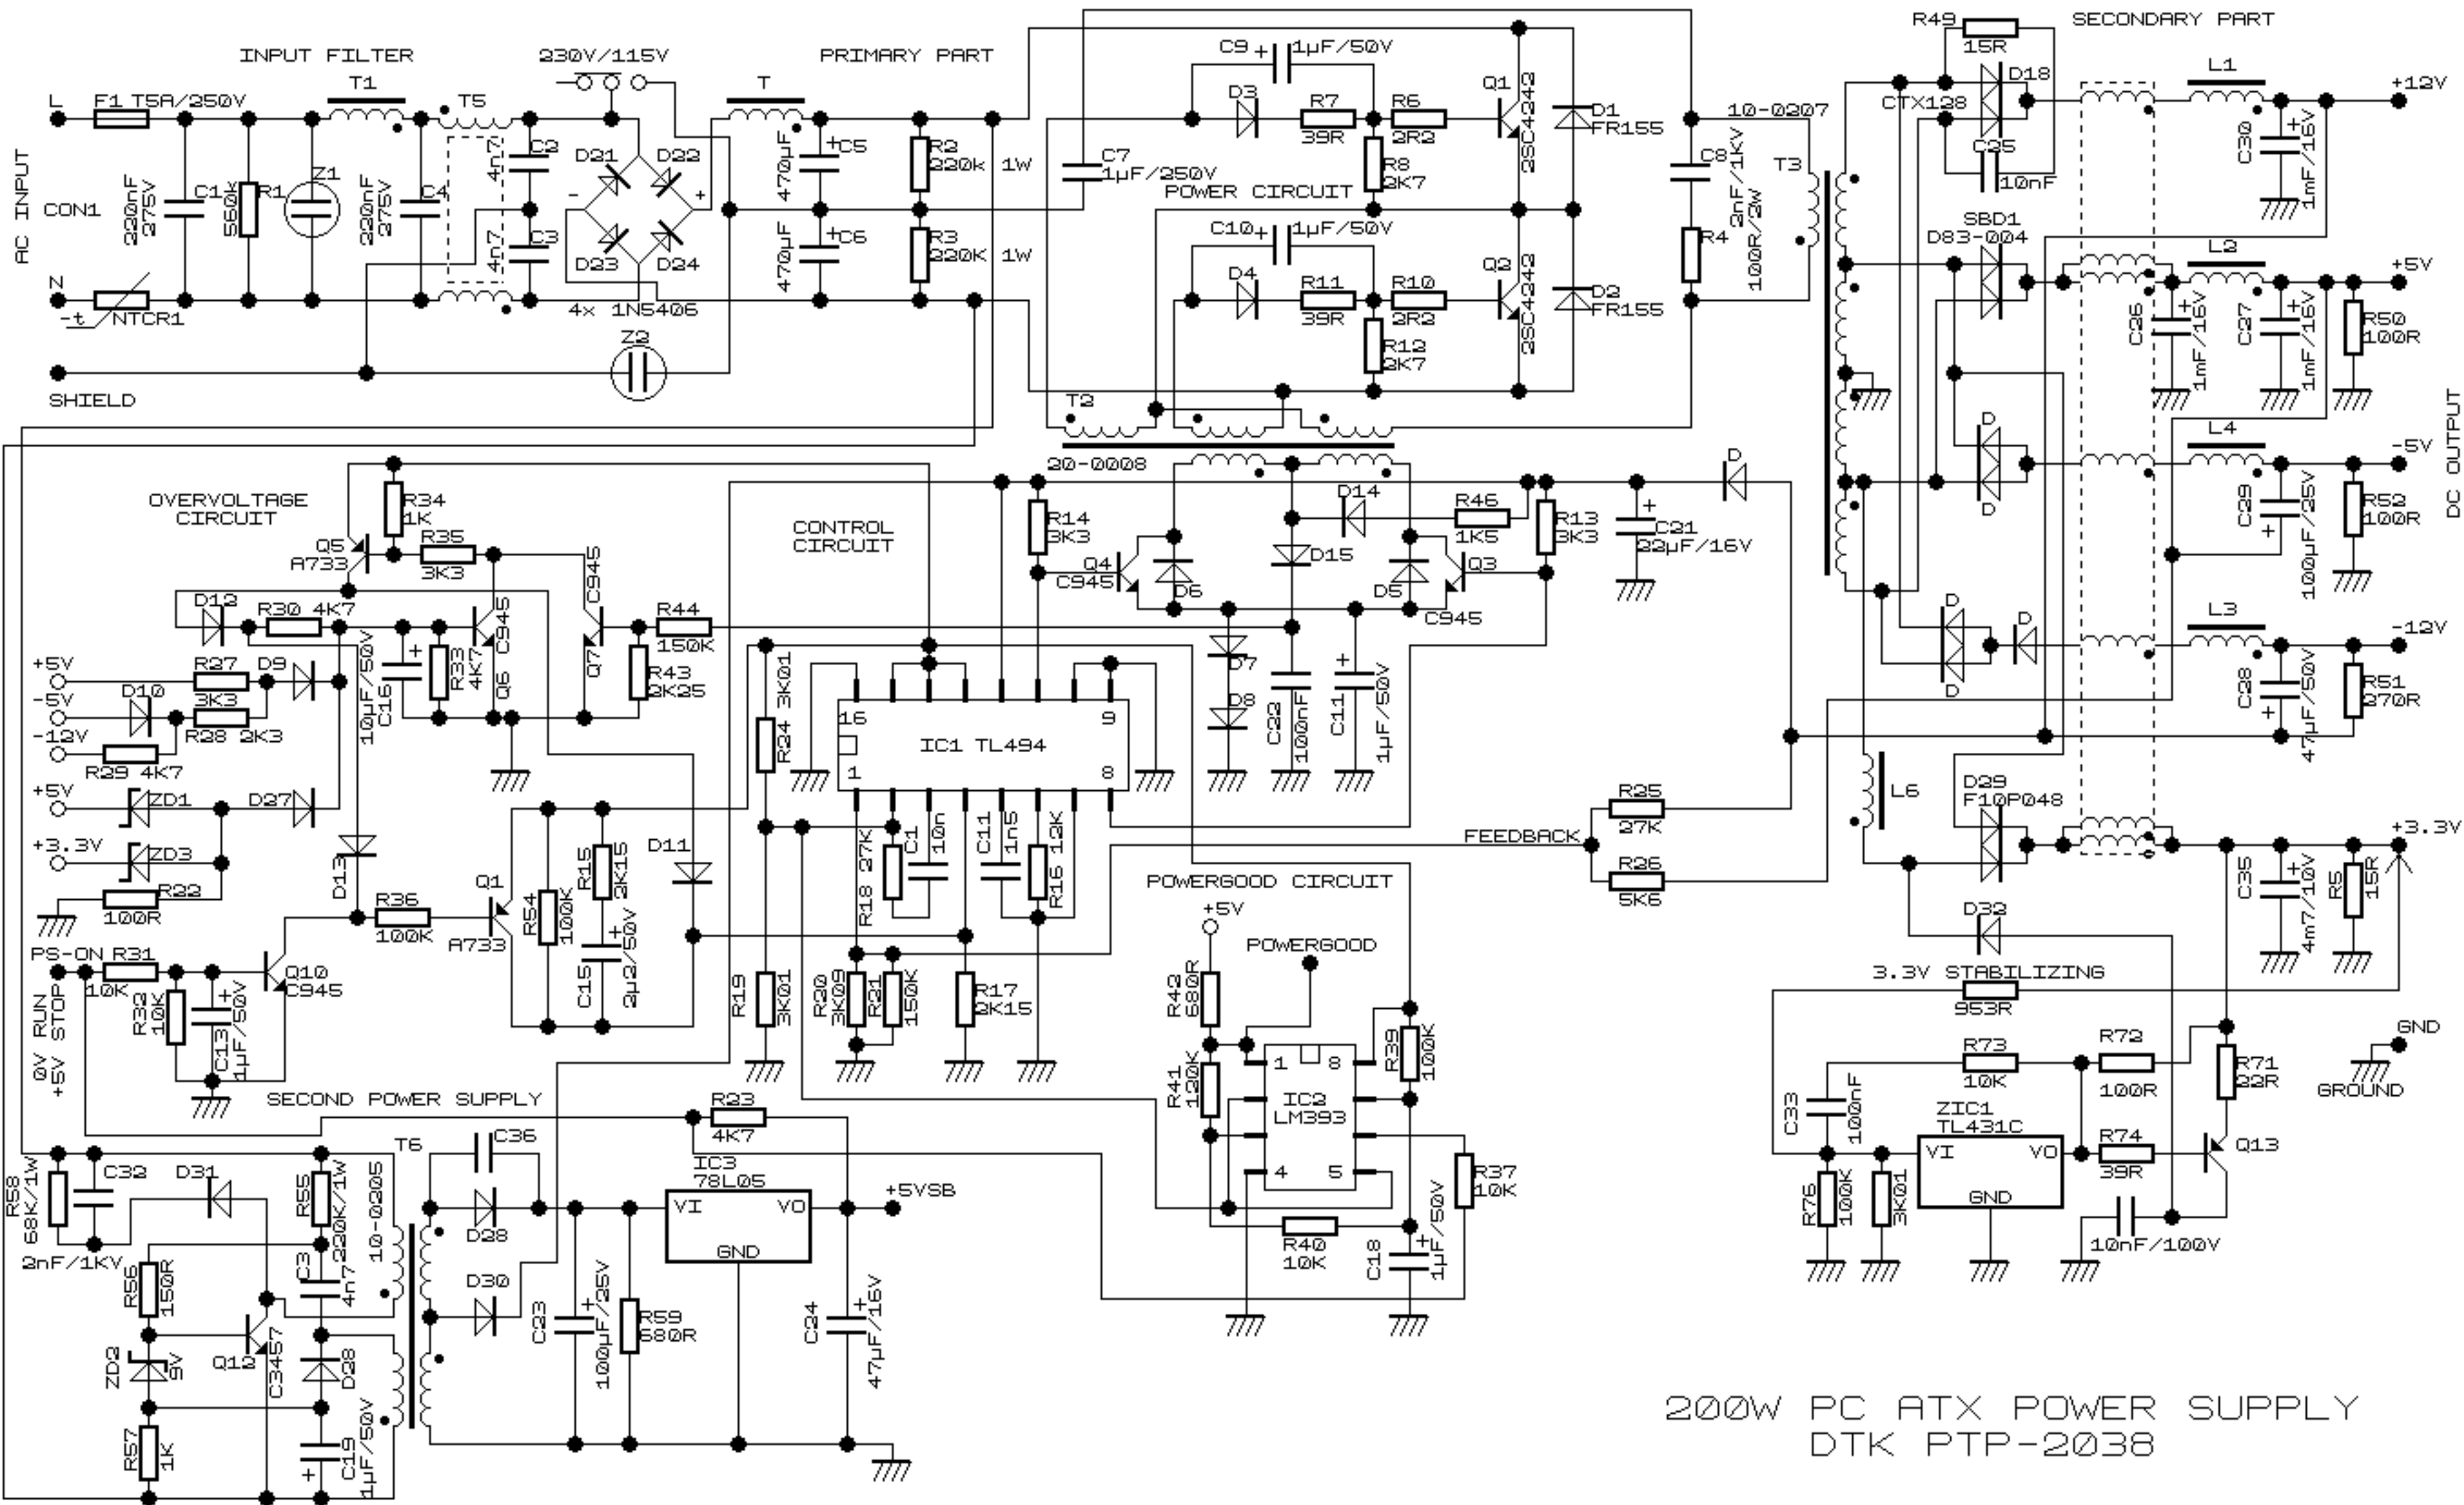 INPUT FILTER
230V/115V
PRIMARY PART
SECONDARY PART
AC INPUT
CON1
L
F1 T5A/250V
T1
T5
T
N
-t
NTCR1
SHIELD
C1
220nF
275V
R1
560k
Z1
C4
220nF
275V
C2
4n7
C3
4n7
D21
D22
D23
D24
-
+
4x 1N5406
Z2
C5
470µF
C6
470µF
R2
220k 1W
R3
220K 1W
C7
1µF/250V
POWER CIRCUIT
C9
1µF/50V
D3
R7
39R
R6
2R2
R8
2K7
Q1
2SC4242
D1
FR155
C10
1µF/50V
D4
R11
39R
R10
2R2
R12
2K7
Q2
2SC4242
D2
FR155
C8
2nF/1KV
R4
100R/2W
10-0207
T3
T2
20-0008
R49
15R
D18
CTX128
C25
10nF
SBD1
D83-004
L1
+12V
C30
1mF/16V
L2
+5V
C26
1mF/16V
C27
1mF/16V
R50
100R
D
D
L4
-5V
C29
100µF/25V
R52
100R
DC OUTPUT
D
D
D
L3
-12V
C28
47µF/50V
R51
270R
L6
D29
F10P048
+3.3V
C35
4m7/10V
R5
15R
D32
3.3V STABILIZING
953R
R73
10K
R72
100R
R71
22R
C33
100nF
ZIC1
TL431C
VI
VO
GND
R74
39R
Q13
R76
100K
3K01
10nF/100V
GND
GROUND
OVERVOLTAGE
CIRCUIT
R34
1K
R35
3K3
Q5
A733
D12
R30 4K7
C16
10µF/50V
R33
4K7
Q6
C945
Q7
C945
R44
150K
R43
2K25
+5V
R27
3K3
D9
-5V
D10
R28 2K3
-12V
R29 4K7
+5V
ZD1
D27
+3.3V
ZD3
R22
100R
D13
R36
100K
Q1
A733
R54
100K
R15
2K15
C15
2µ2/50V
D11
PS-ON
R31
10K
R32
10K
C13
1µF/50V
Q10
C945
0V RUN
+5V STOP
CONTROL
CIRCUIT
R14
3K3
Q4
C945
D6
D14
R46
1K5
D15
D5
Q3
C945
R13
3K3
C21
22µF/16V
D
D7
D8
C22
100nF
C11
1µF/50V
R24
3K01
16
9
IC1 TL494
1
8
R18
27K
C1
10n
C11
1n5
R16
12K
R19
3K01
R20
3K09
R21
150K
R17
2K15
FEEDBACK
R25
27K
R26
5K6
POWERGOOD CIRCUIT
+5V
POWERGOOD
R42
680R
R41
120K
R39
100K
1
8
IC2
LM393
4
5
R37
10K
R40
10K
C18
1µF/50V
SECOND POWER SUPPLY
R58
68K/1W
C32
2nF/1KV
D31
R55
220K/1W
T6
10-0205
R56
150R
C3
4n7
ZD2
9V
Q12
C3457
D28
R57
1K
C19
1µF/50V
C36
D28
D30
C23
100µF/25V
R59
680R
R23
4K7
IC3
78L05
VI
VO
GND
+5VSB
C24
47µF/16V
200W PC ATX POWER SUPPLY
DTK PTP-2038